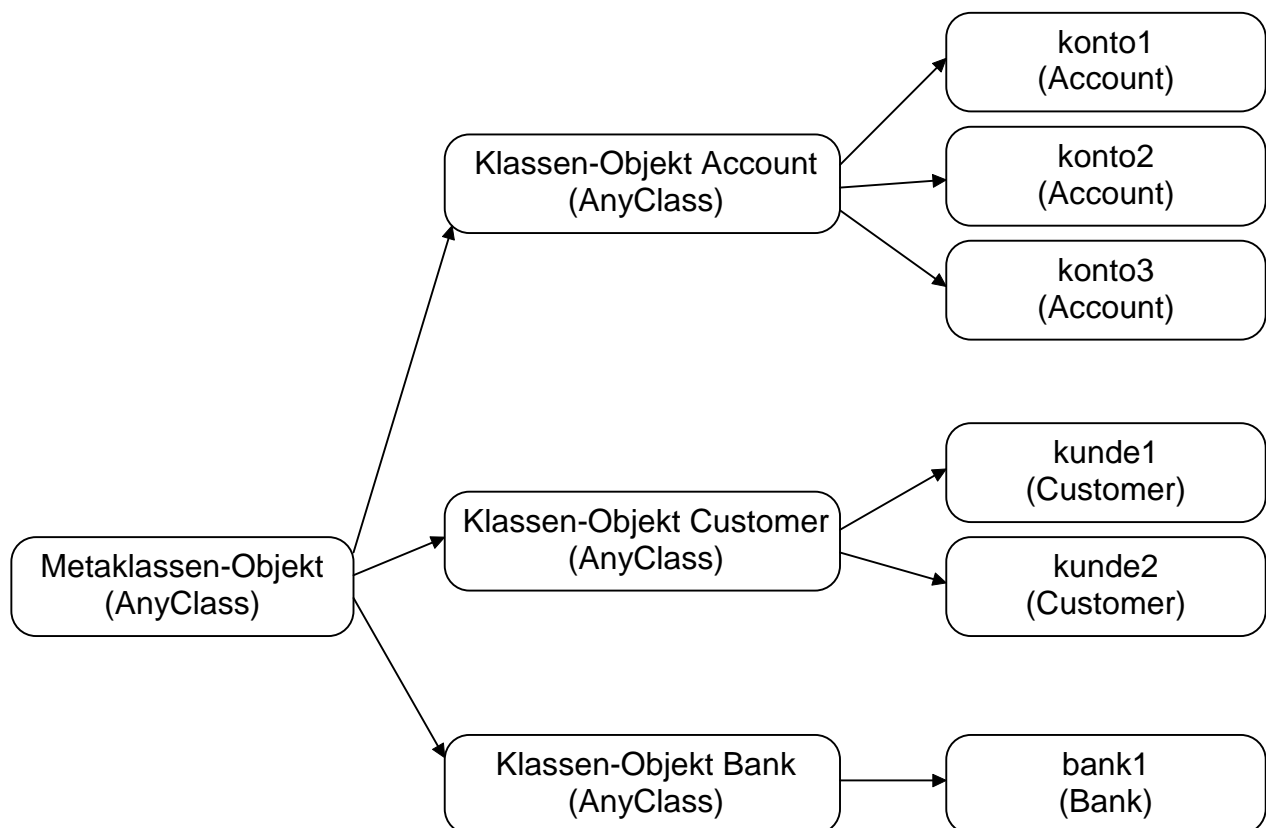 konto1
(Account)
Klassen-Objekt Account
(AnyClass)
konto2
(Account)
konto3
(Account)
kunde1
(Customer)
Klassen-Objekt Customer
(AnyClass)
Metaklassen-Objekt
(AnyClass)
kunde2
(Customer)
Klassen-Objekt Bank
(AnyClass)
bank1
(Bank)